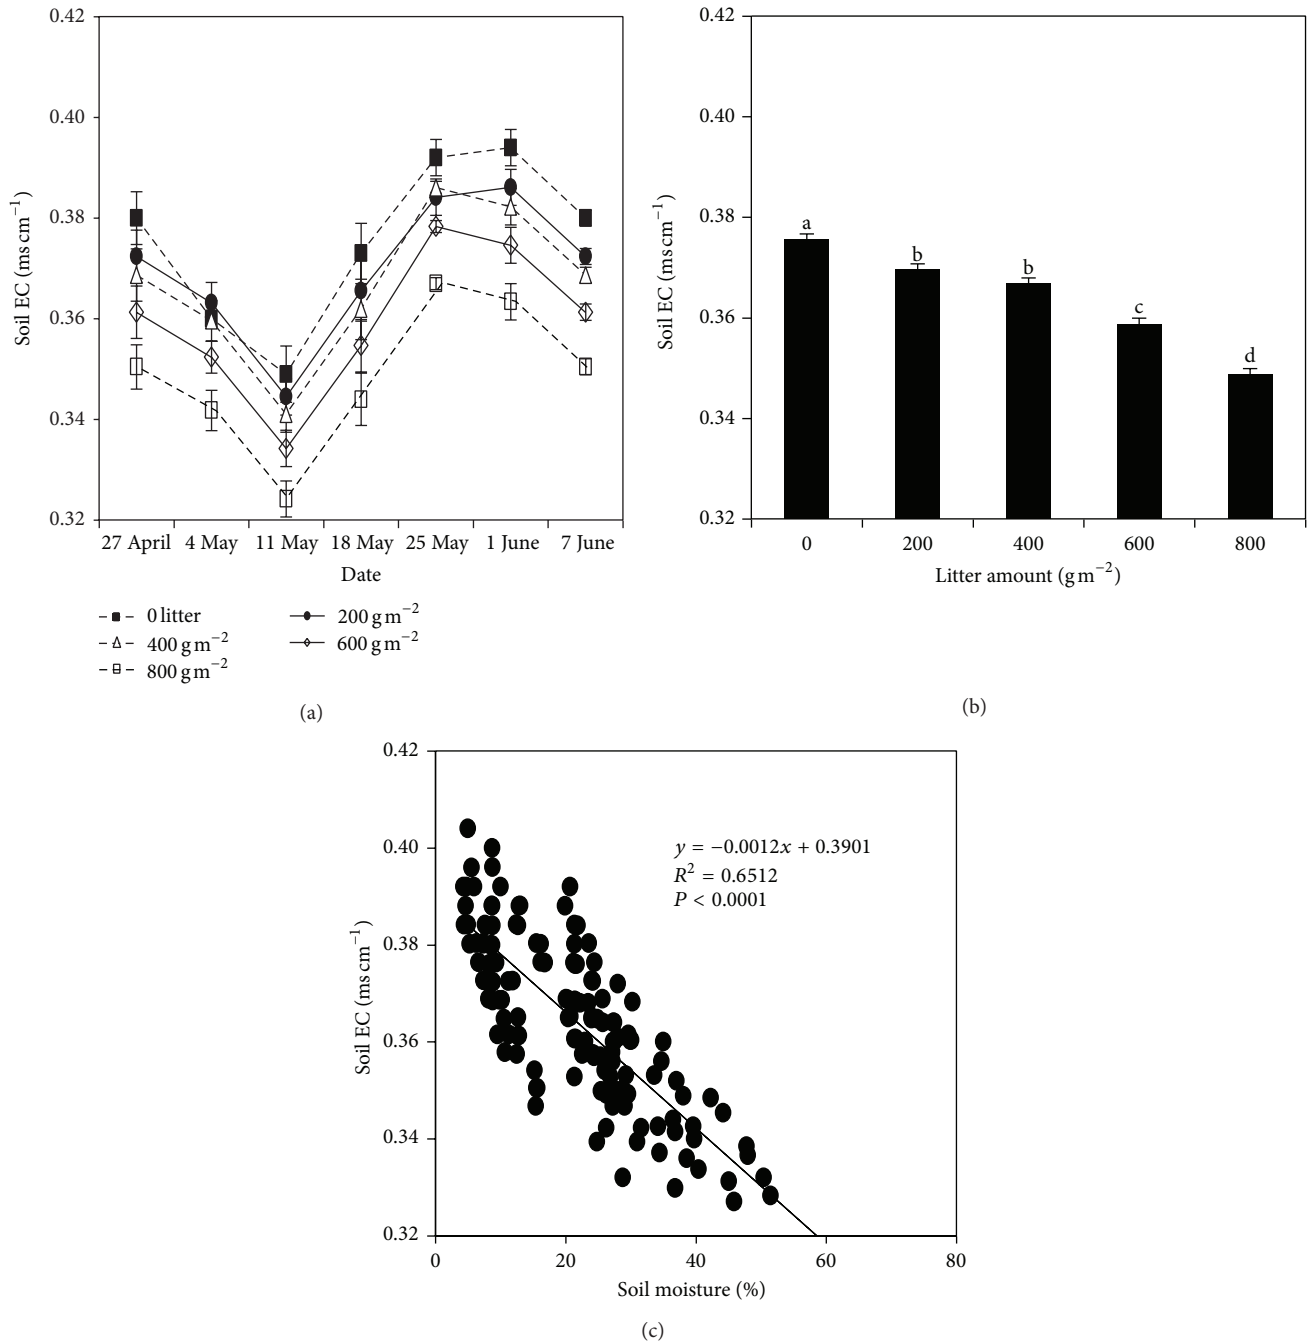 0.42
0.40
0.38
0.36
0.34
0.32
Soil EC (ms cm−1)
27 April 4 May 11 May 18 May 25 May 1 June 7 June
Date
0 litter
200 g m−2
400 g m−2
600 g m−2
800 g m−2
(a)
0.42
0.40
0.38
0.36
0.34
0.32
Soil EC (ms cm−1)
a
b
b
c
d
0 200 400 600 800
Litter amount (g m−2)
(b)
0.42
0.40
0.38
0.36
0.34
0.32
Soil EC (ms cm−1)
y = −0.0012x + 0.3901
R2 = 0.6512
P < 0.0001
0 20 40 60 80
Soil moisture (%)
(c)